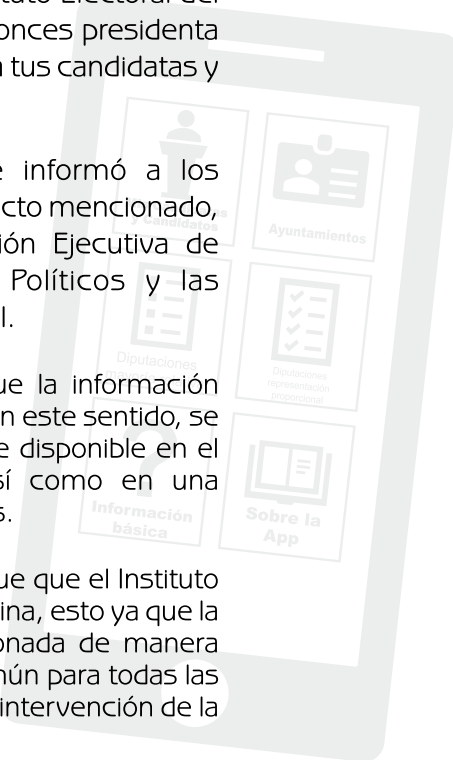 onces presidenta
tus candidatas y
informó a los
cto mencionado,
ión Ejecutiva de
Políticos y las
l.
ue la información
n este sentido, se
e disponible en el
sí como en una
s.
ue que el Instituto
ina, esto ya que la
onada de manera
nún para todas las
intervención de la
y Candidatos
Ayuntamientos
Diputaciones
Diputaciones
representación
proporcional
?
Información
básica
Sobre la
App